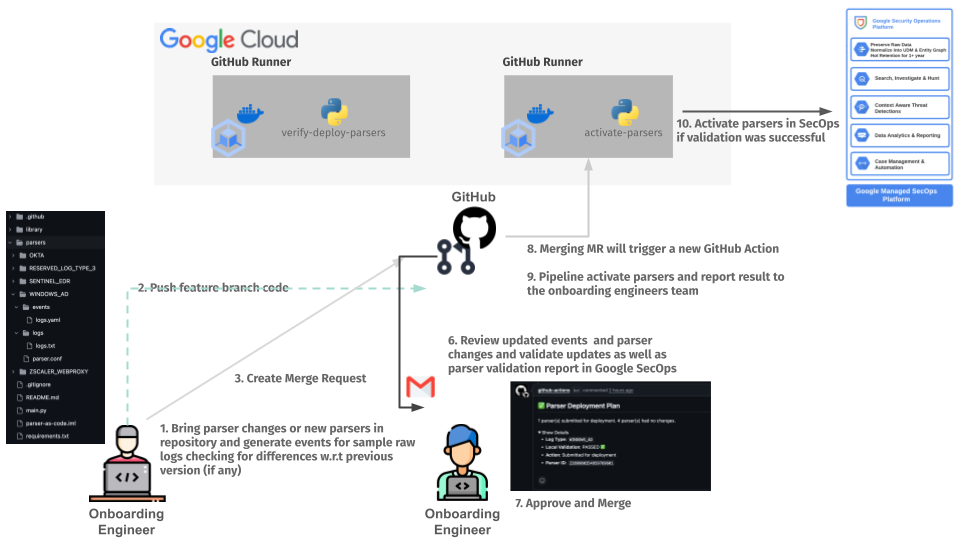 Google Cloud
GitHub Runner
verify-deploy-parsers
GitHub Runner
activate-parsers
10. Activate parsers in SecOps
if validation was successful
Google Security Operations
Platform
Preserve Raw Data
Normalize into UDM & Entity Graph
Hot Retention for 1+ year
Search, Investigate & Hunt
Context Aware Threat
Detections
Data Analytics & Reporting
Case Management &
Automation
Google Managed SecOps
Platform
GitHub
8. Merging MR will trigger a new GitHub Action
9. Pipeline activate parsers and report result to
the onboarding engineers team
.github
library
parsers
OKTA
RESERVED_LOG_TYPE_3
SENTINEL_EDR
WINDOWS_AD
events
logs.yaml
logs
logs.txt
parser.conf
ZSCALER_WEBPROXY
.gitignore
README.md
main.py
parser-as-code.iml
requirements.txt
2. Push feature branch code
3. Create Merge Request
6. Review updated events and parser
changes and validate updates as well as
parser validation report in Google SecOps
github-actions bot commented 2 hours ago
Parser Deployment Plan
1 parser(s) submitted for deployment. 4 parser(s) had no changes.
Show Details
Log Type: WINDOWS_AD
Local Validation: PASSED
Action: Submitted for deployment
Parser ID:
7. Approve and Merge
1. Bring parser changes or new parsers in
repository and generate events for sample raw
logs checking for differences w.r.t previous
version (if any)
Onboarding
Engineer
Onboarding
Engineer